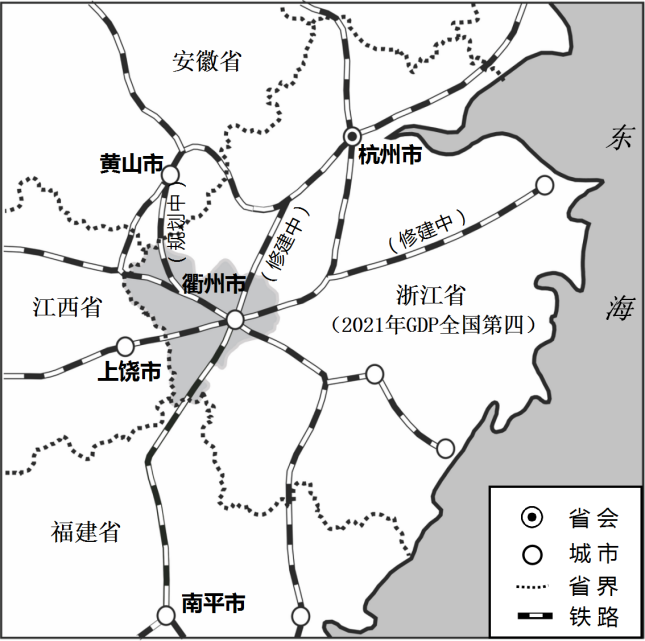 安徽省
东
黄山市
杭州市
(规划中)
(修建中)
(修建中)
衢州市
江西省
浙江省
（2021年GDP全国第四）
海
上饶市
福建省
南平市
省会
城市
省界
铁路